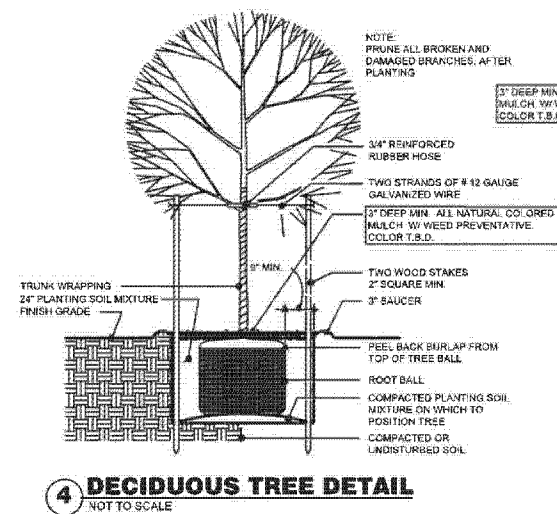 NOTE:
PRUNE ALL BROKEN AND
DAMAGED BRANCHES, AFTER
PLANTING
3" DEEP MIN
MULCH W/
COLOR T.B.
3/4" REINFORCED
RUBBER HOSE
TWO STRANDS OF # 12 GAUGE
GALVANIZED WIRE
3" DEEP MIN. ALL NATURAL COLORED
MULCH W/ WEED PREVENTATIVE.
COLOR T.B.D.
MIN.
TWO WOOD STAKES
2" SQUARE MIN.
TRUNK WRAPPING
24" PLANTING SOIL MIXTURE
FINISH GRADE
3" SAUCER
PEEL BACK BURLAP FROM
TOP OF TREE BALL
ROOT BALL
COMPACTED PLANTING SOIL
MIXTURE ON WHICH TO
POSITION TREE
COMPACTED OR
UNDISTURBED SOIL
4 DECIDUOUS TREE DETAIL
NOT TO SCALE